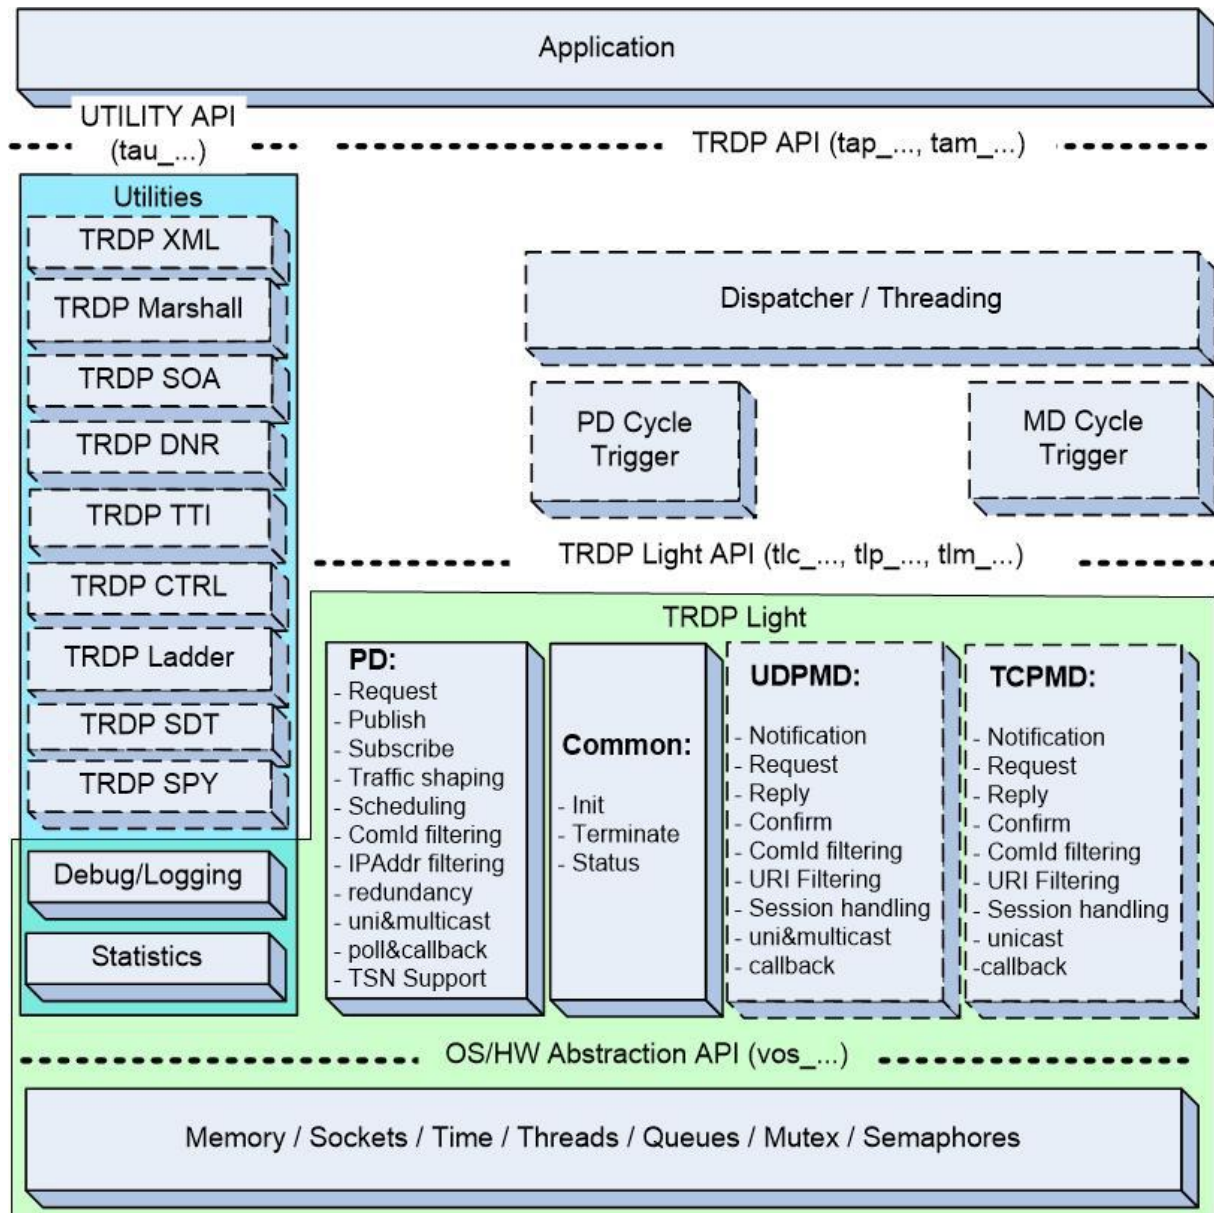 Application
UTILITY API
(tau_...)
TRDP API (tap_..., tam_...)
Utilities
TRDP XML
TRDP Marshall
TRDP SOA
TRDP DNR
TRDP TTI
TRDP CTRL
TRDP Ladder
TRDP SDT
TRDP SPY
Debug/Logging
Statistics
Dispatcher / Threading
PD Cycle
Trigger
MD Cycle
Trigger
TRDP Light API (tlc_..., tlp_..., tlm_...)
TRDP Light
PD:
- Request
- Publish
- Subscribe
- Traffic shaping
- Scheduling
- ComId filtering
- IPAddr filtering
- redundancy
- uni&multicast
- poll&callback
- TSN Support
Common:
- Init
- Terminate
- Status
UDPMD:
- Notification
- Request
- Reply
- Confirm
- ComId filtering
- URI Filtering
- Session handling
- uni&multicast
- callback
TCPMD:
- Notification
- Request
- Reply
- Confirm
- ComId filtering
- URI Filtering
- Session handling
- unicast
-callback
OS/HW Abstraction API (vos_...)
Memory / Sockets / Time / Threads / Queues / Mutex / Semaphores